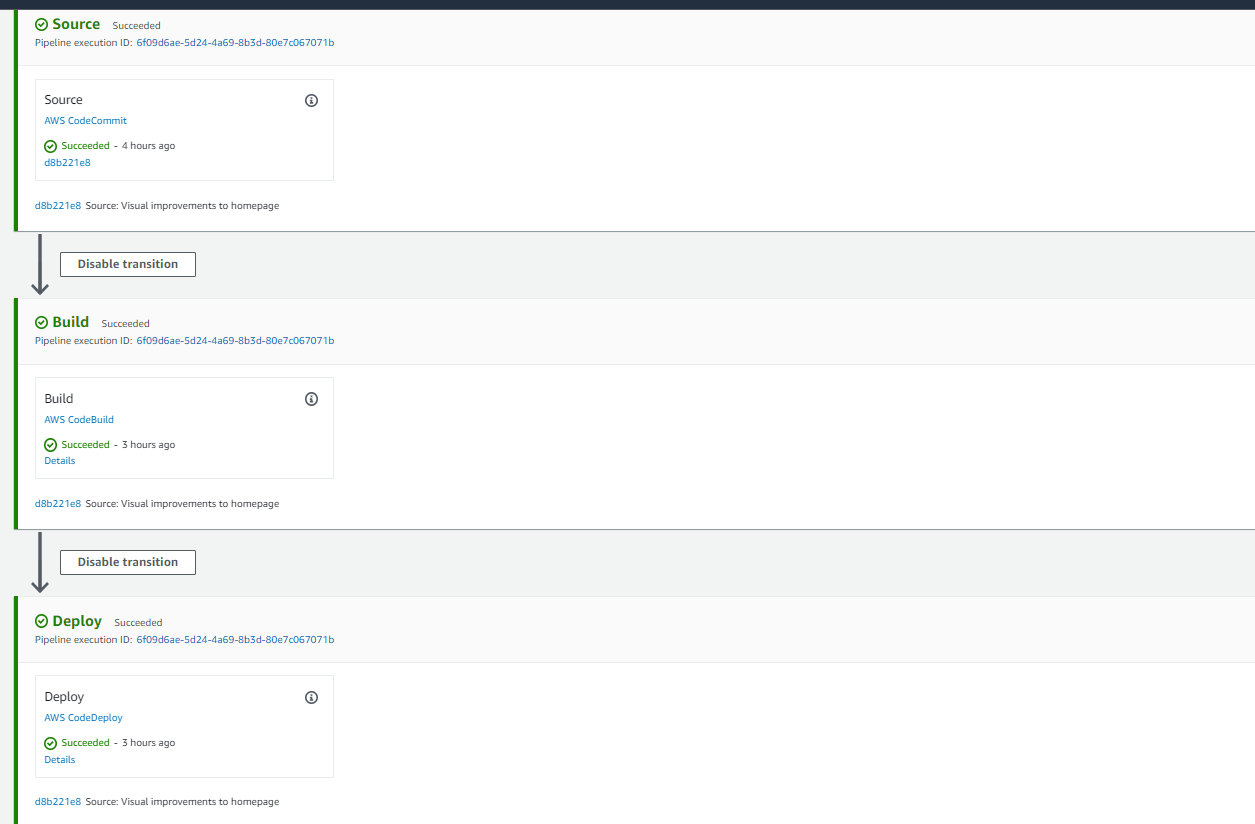 Source Succeeded
Pipeline execution ID: 6f09d6ae-5d24-4a69-8b3d-80e7c067071b
Source
AWS CodeCommit
Succeeded - 4 hours ago
d8b221e8
d8b221e8 Source: Visual improvements to homepage
Disable transition
Build Succeeded
Pipeline execution ID: 6f09d6ae-5d24-4a69-8b3d-80e7c067071b
Build
AWS CodeBuild
Succeeded - 3 hours ago
Details
d8b221e8 Source: Visual improvements to homepage
Disable transition
Deploy Succeeded
Pipeline execution ID: 6f09d6ae-5d24-4a69-8b3d-80e7c067071b
Deploy
AWS CodeDeploy
Succeeded - 3 hours ago
Details
d8b221e8 Source: Visual improvements to homepage